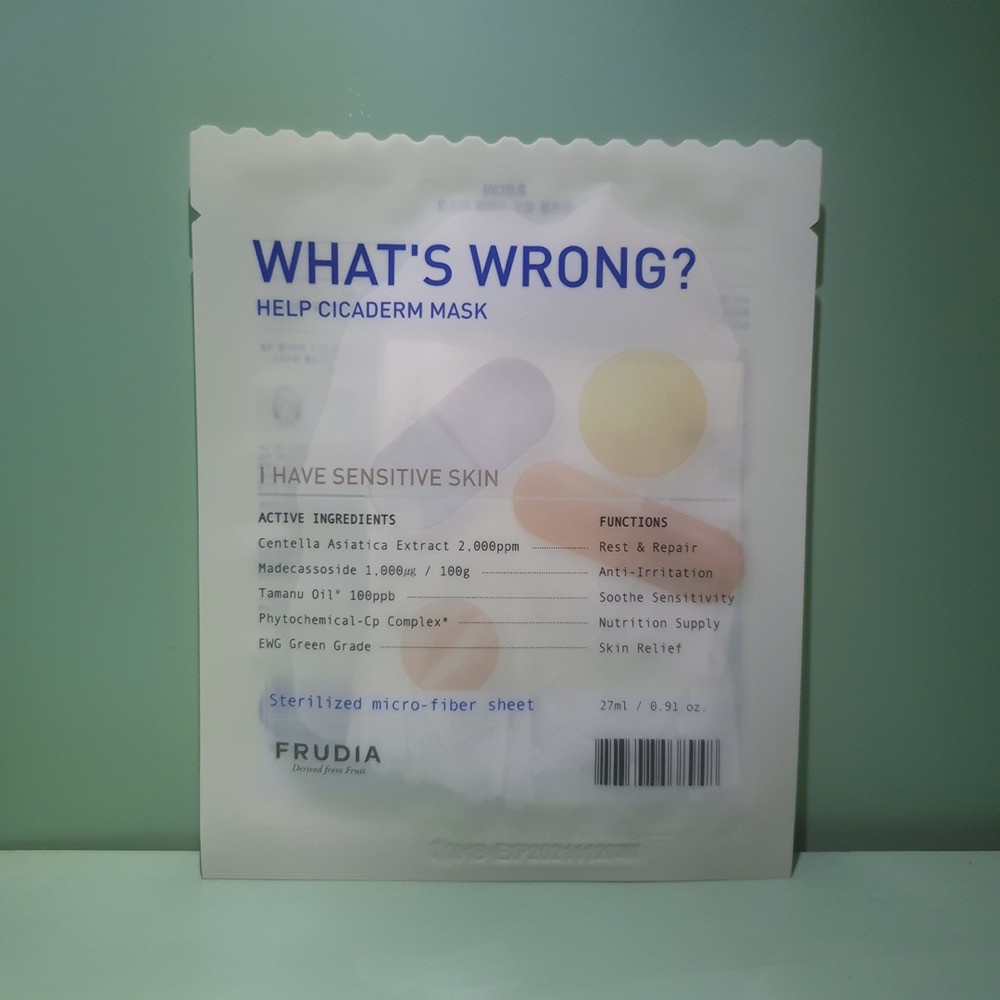 WHAT'S WRONG?
HELP CICADERM MASK
I HAVE SENSITIVE SKIN
ACTIVE INGREDIENTS FUNCTIONS
Centella Asiatica Extract 2,000ppm Rest & Repair
Madecassoside 1,000㎍ / 100g Anti-Irritation
Tamanu Oil° 100ppb Soothe Sensitivity
Phytochemical-Cp Complex* Nutrition Supply
EWG Green Grade Skin Relief
Sterilized micro-fiber sheet 27ml / 0.91 oz.
FRUDIA
Derived from Fruit